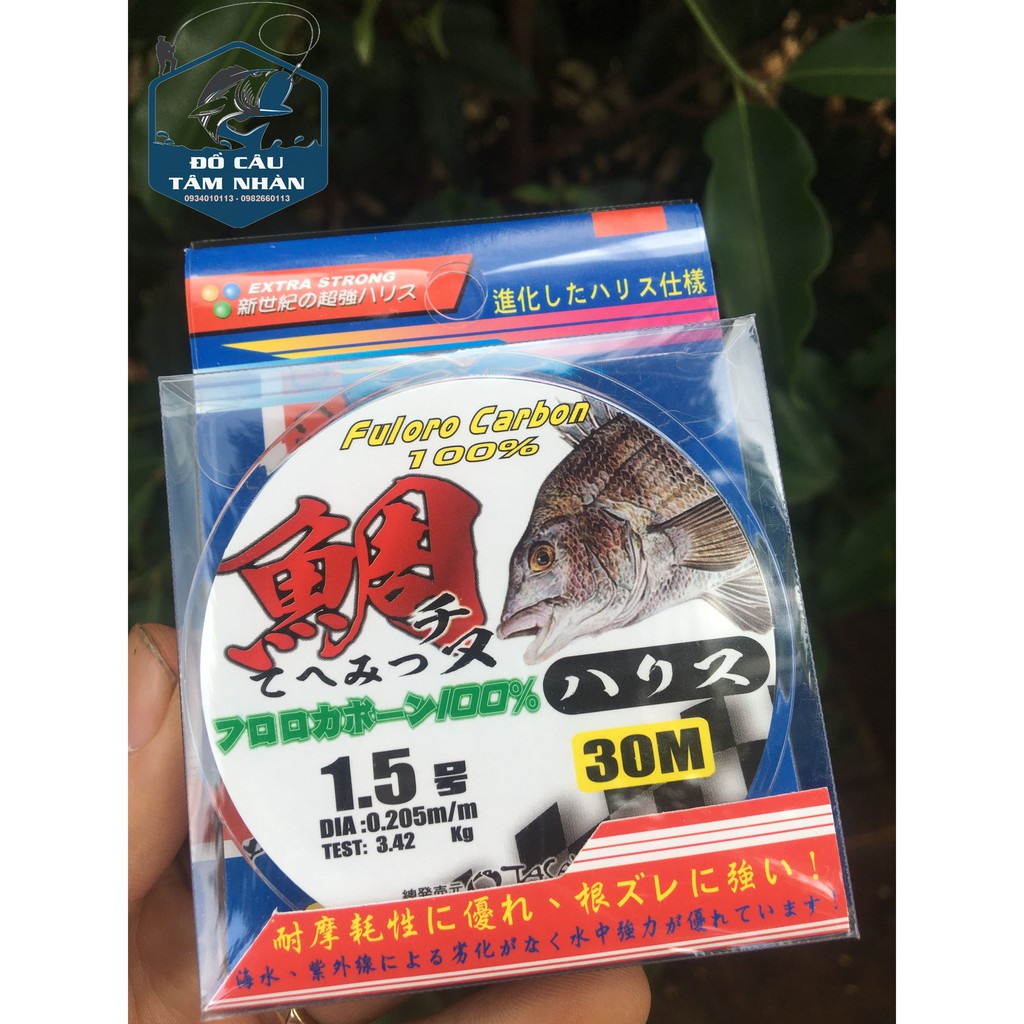 ĐỒ CÂU
TÂM NHÀN
0934010113 - 0982660113
EXTRA STRONG
新世紀の超強ハリス
進化したハリス仕様
Fuloro Carbon
100%
鯛
チヌ
てへみつ
フロロカボーン100%
ハリス
1.5号
30M
DIA :0.205m/m
TEST: 3.42 Kg
線発売元
耐摩耗性に優れ、根ズレに強い!
海水、紫外線による劣化がなく水中強力が優れています!